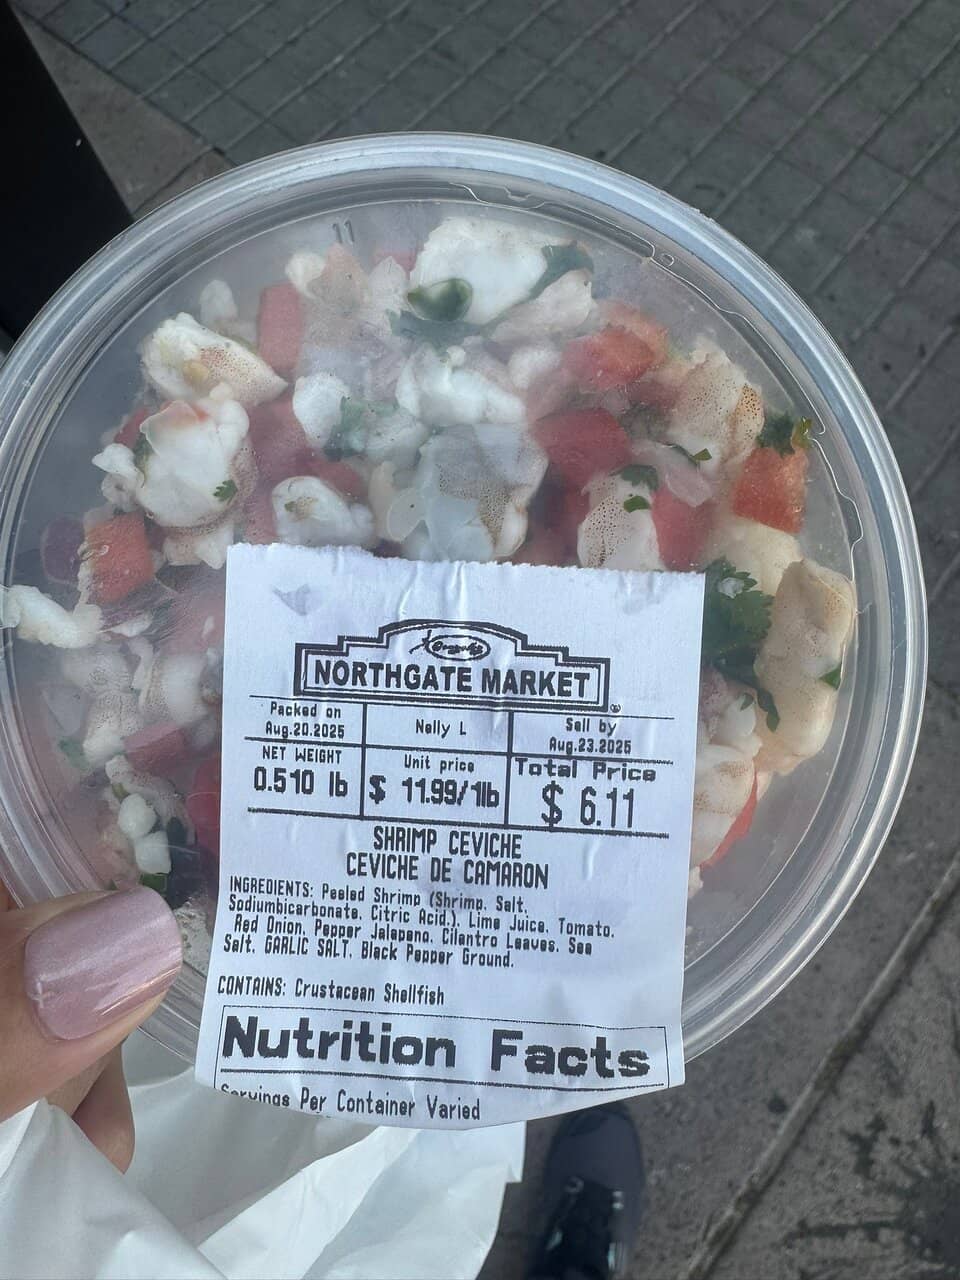 11
Gonzalez
NORTHGATE MARKET
Packed on
Aug.20.2025
Nelly L
Sell by
Aug.23.2025
NET WEIGHT
0.510 lb
Unit price
$ 11.99/1lb
Total Price
$ 6.11
SHRIMP CEVICHE
CEVICHE DE CAMARON
INGREDIENTS: Peeled Shrimp (Shrimp, Salt,
Sodiumbicarbonate, Citric Acid,), Lime Juice, Tomato,
Red Onion, Pepper Jalapeno, Cilantro Leaves, Sea
Salt, GARLIC SALT, Black Pepper Ground.
CONTAINS: Crustacean Shellfish
Nutrition Facts
Servings Per Container Varied